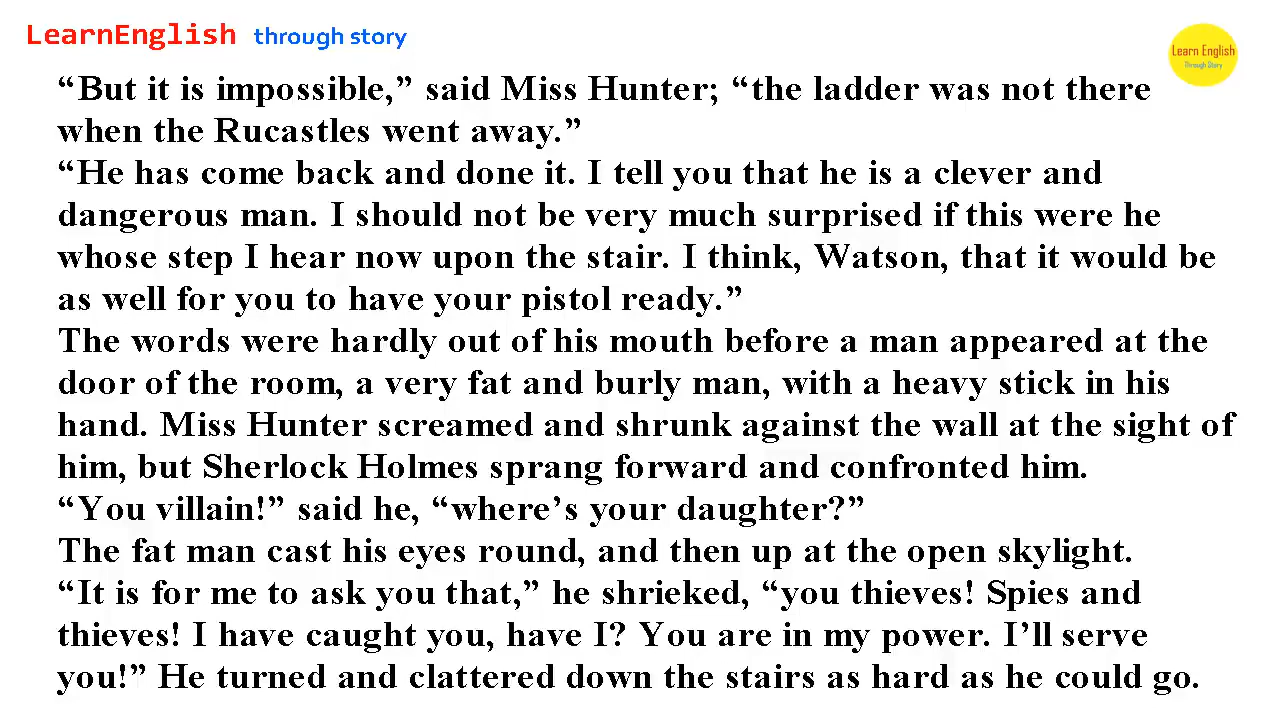 LearnEnglish through story
Learn English
Through Story
“But it is impossible,” said Miss Hunter; “the ladder was not there
when the Rucastles went away.”
“He has come back and done it. I tell you that he is a clever and
dangerous man. I should not be very much surprised if this were he
whose step I hear now upon the stair. I think, Watson, that it would be
as well for you to have your pistol ready.”
The words were hardly out of his mouth before a man appeared at the
door of the room, a very fat and burly man, with a heavy stick in his
hand. Miss Hunter screamed and shrunk against the wall at the sight of
him, but Sherlock Holmes sprang forward and confronted him.
“You villain!” said he, “where’s your daughter?”
The fat man cast his eyes round, and then up at the open skylight.
“It is for me to ask you that,” he shrieked, “you thieves! Spies and
thieves! I have caught you, have I? You are in my power. I’ll serve
you!” He turned and clattered down the stairs as hard as he could go.